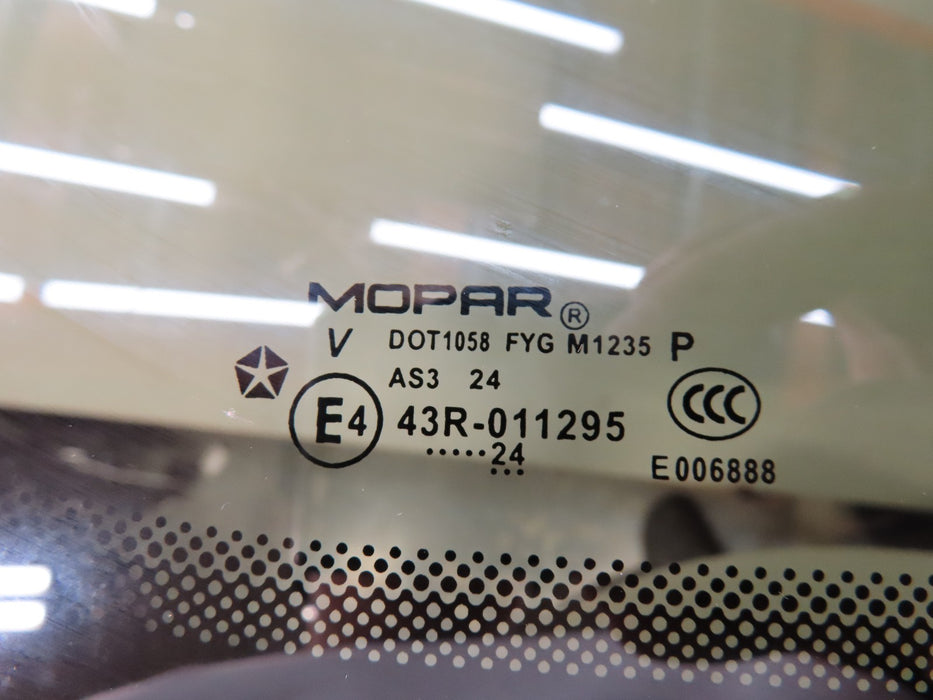 MOPAR ®
V DOT1058 FYG M1235 P
AS3 24
E4 43R-011295 CCC
.....24
...
E006888